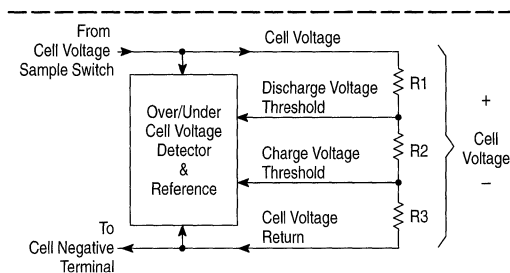 From
Cell Voltage
Sample Switch
Cell Voltage
R1
Discharge Voltage
Threshold
Over/Under
Cell Voltage
Detector
&
Reference
+
Cell
Voltage
−
R2
Charge Voltage
Threshold
R3
Cell Voltage
Return
To
Cell Negative
Terminal